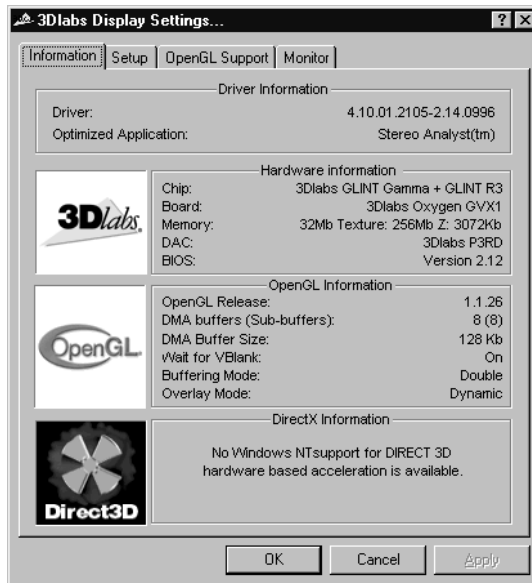 3Dlabs Display Settings...
Information Setup OpenGL Support Monitor
Driver Information
Driver: 4.10.01.2105-2.14.0996
Optimized Application: Stereo Analyst(tm)
Hardware information
3Dlabs.
Chip: 3Dlabs GLINT Gamma + GLINT R3
Board: 3Dlabs Oxygen GVX1
Memory: 32Mb Texture: 256Mb Z: 3072Kb
DAC: 3Dlabs P3RD
BIOS: Version 2.12
OpenGL Information
OpenGL.
OpenGL Release: 1.1.26
DMA buffers (Sub-buffers): 8 (8)
DMA Buffer Size: 128 Kb
Wait for VBlank: On
Buffering Mode: Double
Overlay Mode: Dynamic
DirectX Information
No Windows NTsupport for DIRECT 3D
hardware based acceleration is available.
Direct3D
OK Cancel Apply